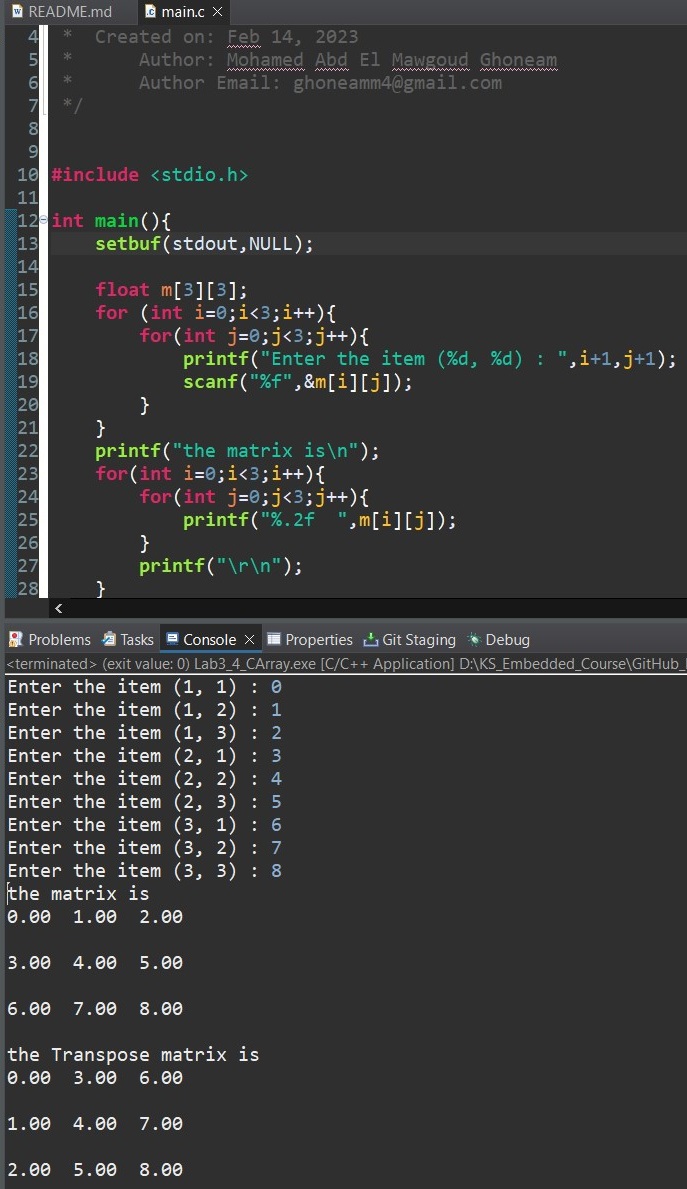 README.md main.c
4 * Created on: Feb 14, 2023
5 * Author: Mohamed Abd El Mawgoud Ghoneam
6 * Author Email: ghoneamm4@gmail.com
7 */
8
9
10 #include <stdio.h>
11
12 int main(){
13 setbuf(stdout,NULL);
14
15 float m[3][3];
16 for (int i=0;i<3;i++){
17 for(int j=0;j<3;j++){
18 printf("Enter the item (%d, %d) : ",i+1,j+1);
19 scanf("%f",&m[i][j]);
20 }
21 }
22 printf("the matrix is\n");
23 for(int i=0;i<3;i++){
24 for(int j=0;j<3;j++){
25 printf("%.2f  ",m[i][j]);
26 }
27 printf("\r\n");
28 }
Problems Tasks Console Properties Git Staging Debug
<terminated> (exit value: 0) Lab3_4_CArray.exe [C/C++ Application] D:\KS_Embedded_Course\GitHub_
Enter the item (1, 1) : 0
Enter the item (1, 2) : 1
Enter the item (1, 3) : 2
Enter the item (2, 1) : 3
Enter the item (2, 2) : 4
Enter the item (2, 3) : 5
Enter the item (3, 1) : 6
Enter the item (3, 2) : 7
Enter the item (3, 3) : 8
the matrix is
0.00  1.00  2.00
3.00  4.00  5.00
6.00  7.00  8.00
the Transpose matrix is
0.00  3.00  6.00
1.00  4.00  7.00
2.00  5.00  8.00